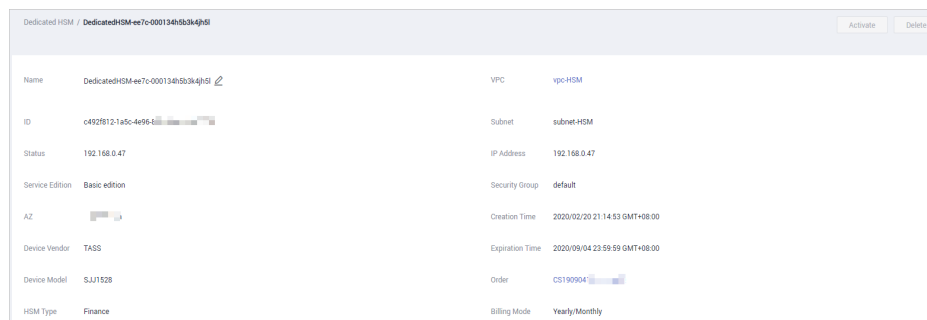 Dedicated HSM / DedicatedHSM-ee7c-000134h5b3k4jh5l
Activate Delete
Name DedicatedHSM-ee7c-000134h5b3k4jh5l VPC vpc-HSM
ID c492f812-1a5c-4e96- Subnet subnet-HSM
Status 192.168.0.47 IP Address 192.168.0.47
Service Edition Basic edition Security Group default
AZ Creation Time 2020/02/20 21:14:53 GMT+08:00
Device Vendor TASS Expiration Time 2020/09/04 23:59:59 GMT+08:00
Device Model SJJ1528 Order CS190904
HSM Type Finance Billing Mode Yearly/Monthly